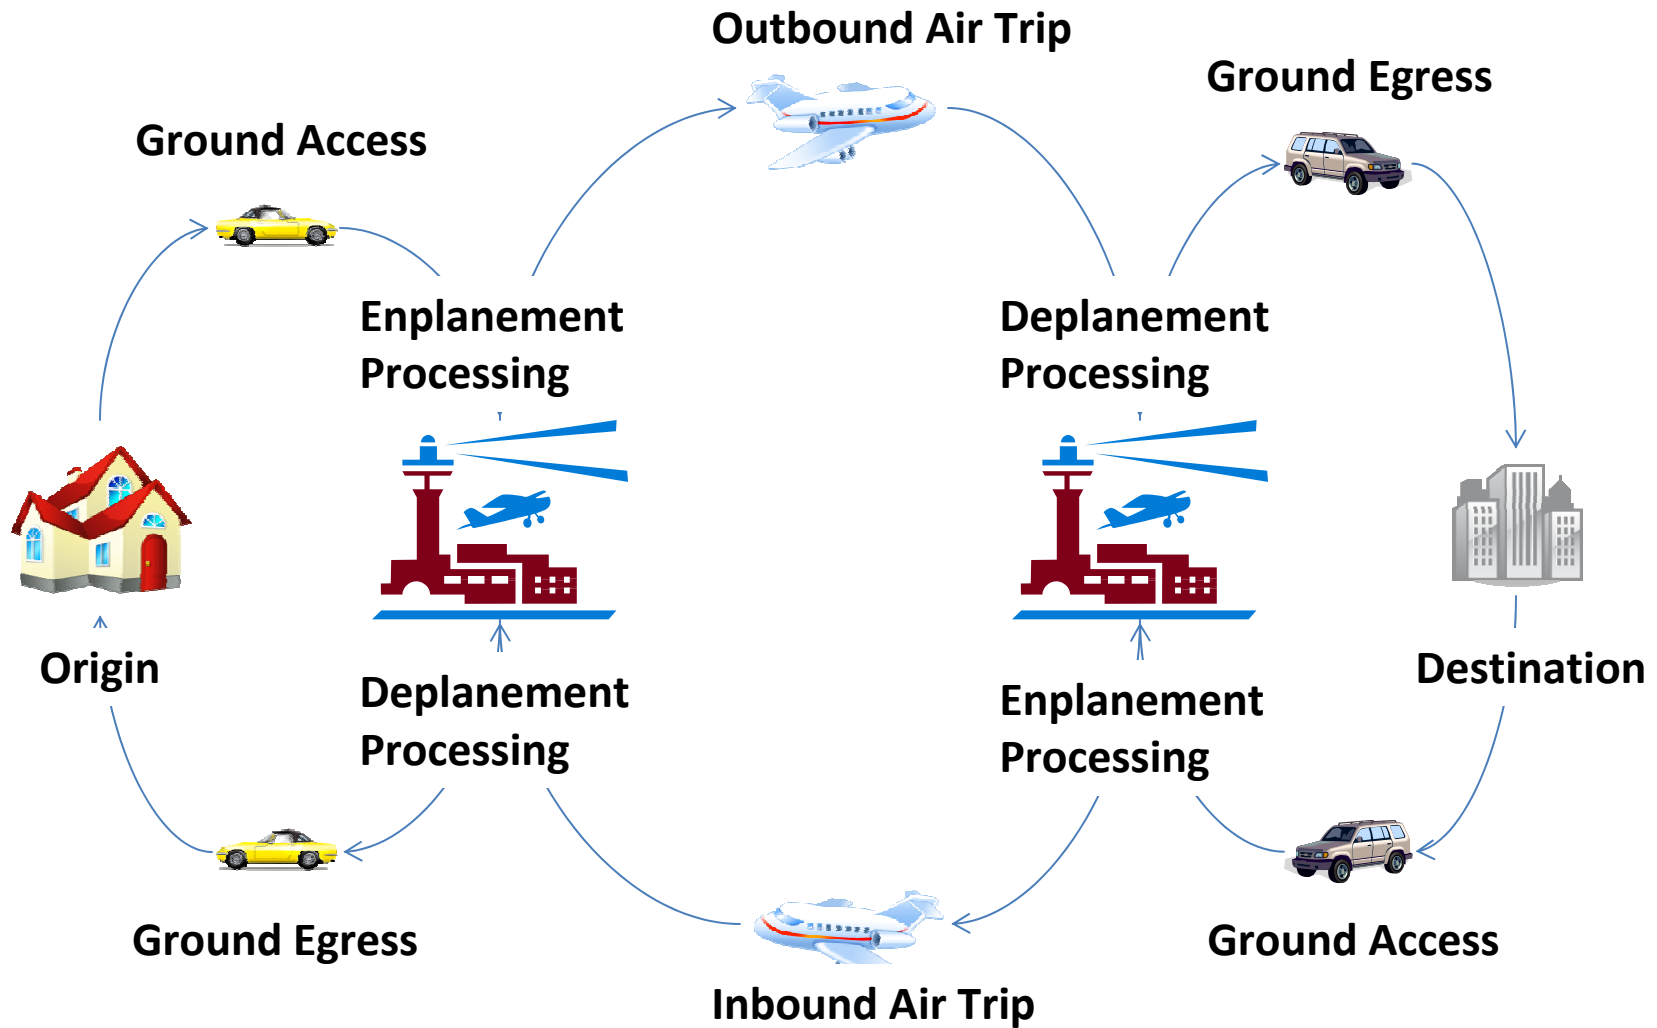 Outbound Air Trip
Ground Egress
Ground Access
Enplanement
Processing
Deplanement
Processing
Origin
Destination
Deplanement
Processing
Enplanement
Processing
Ground Egress
Ground Access
Inbound Air Trip